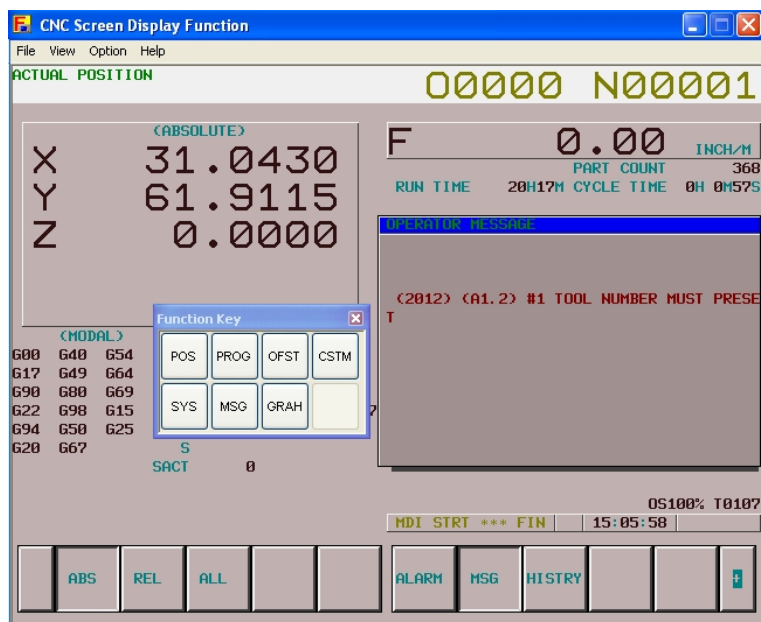 CNC Screen Display Function
File View Option Help
ACTUAL POSITION
O0000 N00001
(ABSOLUTE)
X 31.0430
Y 61.9115
Z 0.0000
F 0.00 INCH/M
PART COUNT 368
RUN TIME 20H17M CYCLE TIME 0H 0M57S
OPERATOR MESSAGE
(2012) (A1.2) #1 TOOL NUMBER MUST PRESE
T
Function Key
POS PROG OFST CSTM
SYS MSG GRAH
(MODAL)
G00 G40 G54
G17 G49 G64
G90 G80 G69
G22 G98 G15 7
G94 G50 G25
G20 G67 S
SACT 0
OS100% T0107
MDI STRT *** FIN 15:05:58
ABS REL ALL ALARM MSG HISTRY +